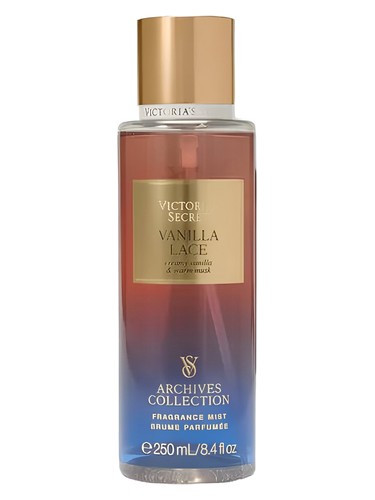 VICTORIA'S
VICTORIA
SECRET
VANILLA
LACE
creamy vanilla
& warm musk
VS
ARCHIVES
COLLECTION
FRAGRANCE MIST
BRUME PARFUMÉE
℮250 mL/8.4 fl oz